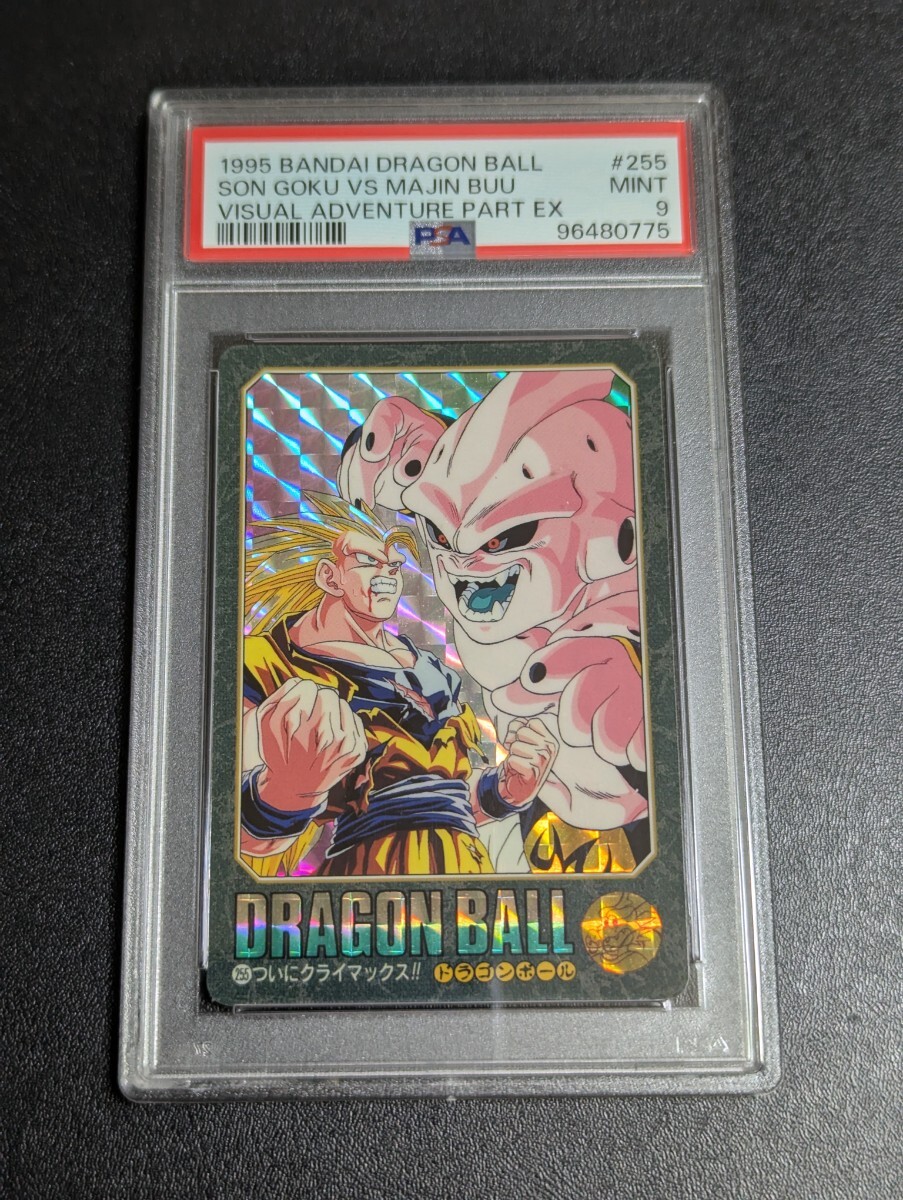 1995 BANDAI DRAGON BALL #255
SON GOKU VS MAJIN BUU MINT
VISUAL ADVENTURE PART EX 9
PSA 96480775
DRAGON BALL
255 ついにクライマックス!! ドラゴンボール